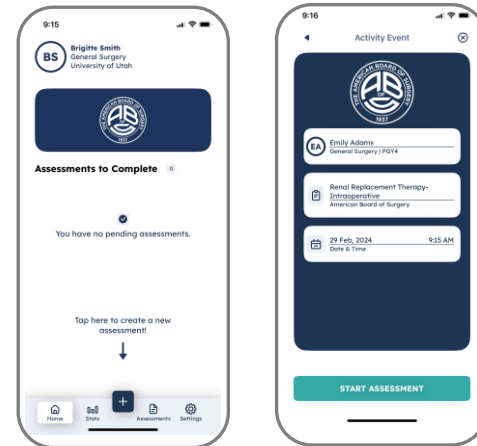 9:15
BS
Brigitte Smith
General Surgery
University of Utah
THE AMERICAN BOARD OF SURGERY
1937
Assessments to Complete 0
You have no pending assessments.
Tap here to create a new
assessment!
Home Stats + Assessments Settings
9:16
Activity Event
THE AMERICAN BOARD OF SURGERY
1937
EA
Emily Adams
General Surgery | PGY4
Renal Replacement Therapy-
Intraoperative
American Board of Surgery
29 Feb, 2024 9:15 AM
Date & Time
START ASSESSMENT